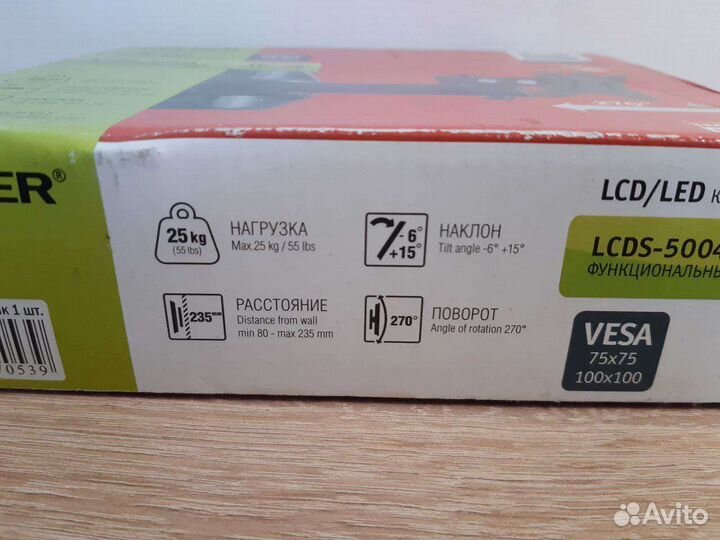 ER®
25 kg
(55 lbs)
НАГРУЗКА
Max.25 kg / 55 lbs
- 6°
+15°
НАКЛОН
Tilt angle -6° +15°
235 mm
РАССТОЯНИЕ
Distance from wall
min 80 - max 235 mm
270°
ПОВОРОТ
Angle of rotation 270°
LCD/LED К
LCDS-5004
ФУНКЦИОНАЛЬНЫ
VESA
75x75
100x100
к 1 шт.
0539
Avito